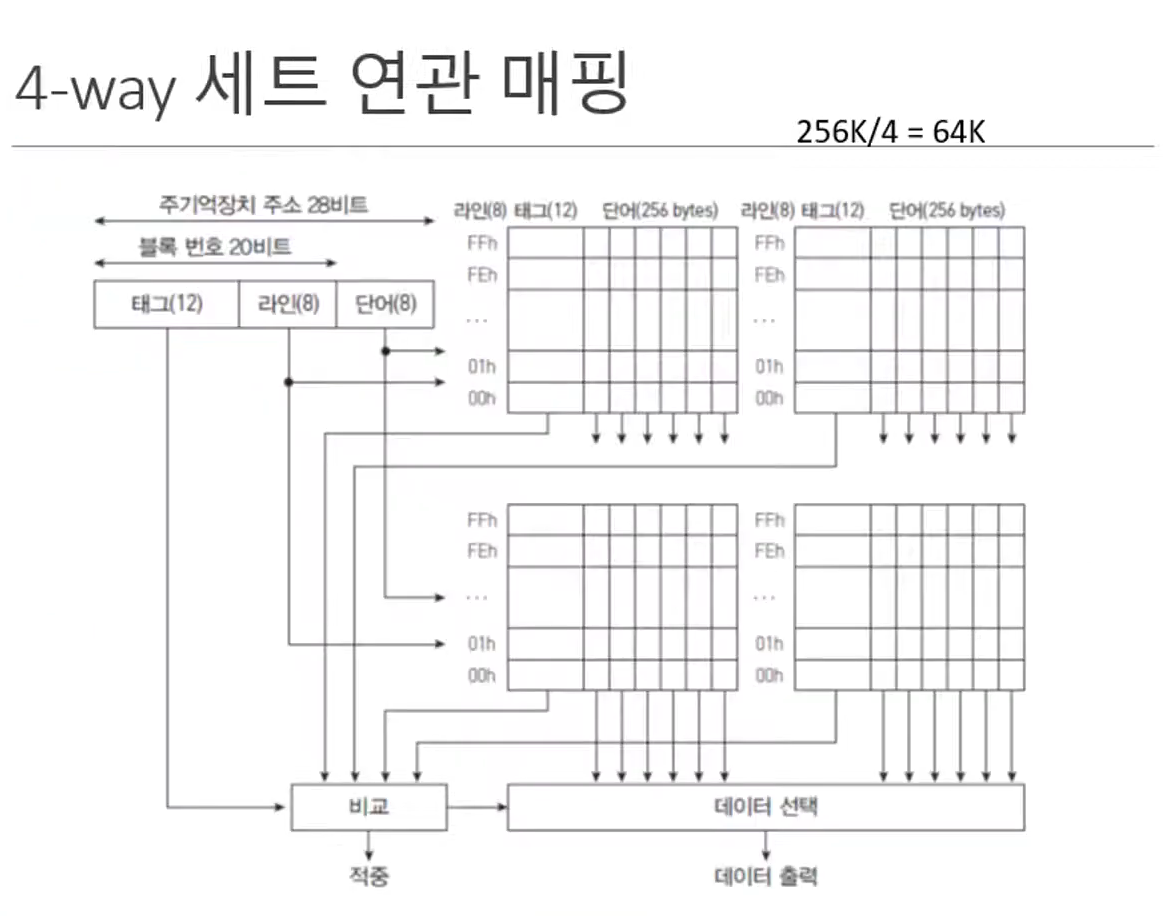 4-way 세트 연관 매핑
256K/4 = 64K
주기억장치 주소 28비트
블록 번호 20비트
태그(12) 라인(8) 단어(8)
라인(8) 태그(12) 단어(256 bytes) 라인(8) 태그(12) 단어(256 bytes)
FFh FFh
FEh FEh
... ...
01h 01h
00h 00h
FFh FFh
FEh FEh
... ...
01h 01h
00h 00h
비교 데이터 선택
적중 데이터 출력